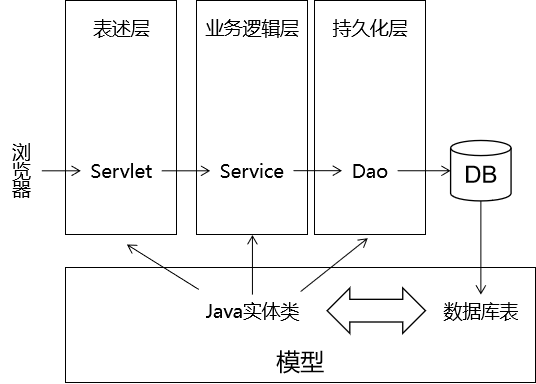 表述层
业务逻辑层
持久化层
浏览器
Servlet
Service
Dao
DB
Java实体类
数据库表
模型